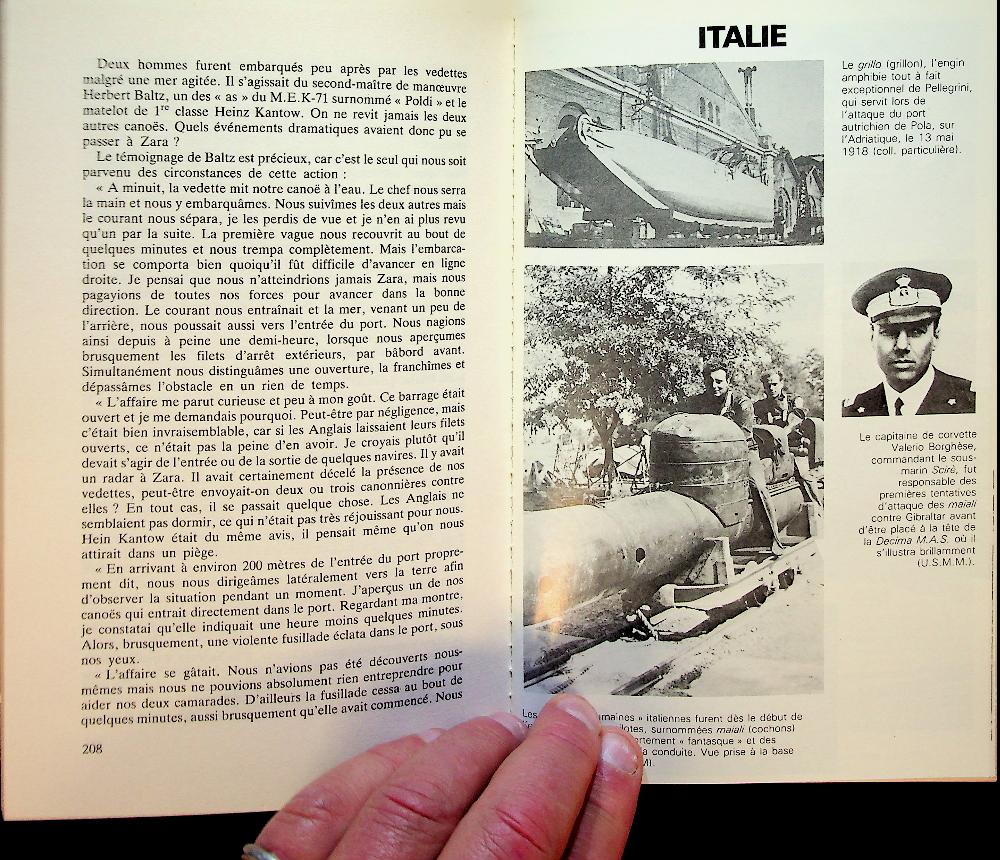 Deux hommes furent embarqués peu après par les vedettes
malgré une mer agitée. Il s'agissait du second-maître de manœuvre
Herbert Baltz, un des « as » du M.E.K-71 surnommé « Poldi » et le
matelot de 1re classe Heinz Kantow. On ne revit jamais les deux
autres canoës. Quels événements dramatiques avaient donc pu se
passer à Zara ?
Le témoignage de Baltz est précieux, car c'est le seul qui nous soit
parvenu des circonstances de cette action :
« A minuit, la vedette mit notre canoë à l'eau. Le chef nous serra
la main et nous y embarquâmes. Nous suivîmes les deux autres mais
le courant nous sépara, je les perdis de vue et je n'en ai plus revu
qu'un par la suite. La première vague nous recouvrit au bout de
quelques minutes et nous trempa complètement. Mais l'embarca-
tion se comporta bien quoiqu'il fût difficile d'avancer en ligne
droite. Je pensai que nous n'atteindrions jamais Zara, mais nous
pagayions de toutes nos forces pour avancer dans la bonne
direction. Le courant nous entraînait et la mer, venant un peu de
l'arrière, nous poussait aussi vers l'entrée du port. Nous nagions
ainsi depuis à peine une demi-heure, lorsque nous aperçumes
brusquement les filets d'arrêt extérieurs, par bâbord avant.
Simultanément nous distinguâmes une ouverture, la franchîmes et
dépassâmes l'obstacle en un rien de temps.
« L'affaire me parut curieuse et peu à mon goût. Ce barrage était
ouvert et je me demandais pourquoi. Peut-être par négligence, mais
c'était bien invraisemblable, car si les Anglais laissaient leurs filets
ouverts, ce n'était pas la peine d'en avoir. Je croyais plutôt qu'il
devait s'agir de l'entrée ou de la sortie de quelques navires. Il y avait
un radar à Zara. Il avait certainement décelé la présence de nos
vedettes, peut-être envoyait-on deux ou trois canonnières contre
elles ? En tout cas, il se passait quelque chose. Les Anglais ne
semblaient pas dormir, ce qui n'était pas très réjouissant pour nous.
Hein Kantow était du même avis, il pensait même qu'on nous
attirait dans un piège.
« En arrivant à environ 200 mètres de l'entrée du port propre-
ment dit, nous nous dirigeâmes latéralement vers la terre afin
d'observer la situation pendant un moment. J'aperçus un de nos
canoës qui entrait directement dans le port. Regardant ma montre,
je constatai qu'elle indiquait une heure moins quelques minutes.
Alors, brusquement, une violente fusillade éclata dans le port, sous
nos yeux.
« L'affaire se gâtait. Nous n'avions pas été découverts nous-
mêmes mais nous ne pouvions absolument rien entreprendre pour
aider nos deux camarades. D'ailleurs la fusillade cessa au bout de
quelques minutes, aussi brusquement qu'elle avait commencé. Nous
208
ITALIE
Le grillo (grillon), l'engin
amphibie tout à fait
exceptionnel de Pellegrini,
qui servit lors de
l'attaque du port
autrichien de Pola, sur
l'Adriatique, le 13 mai
1918 (coll. particulière).
Le capitaine de corvette
Valerio Borghèse,
commandant le sous-
marin Scirè, fut
responsable des
premières tentatives
d'attaque des maiali
contre Gibraltar avant
d'être placé à la tête de
la Decima M.A.S. où il
s'illustra brillamment
(U.S.M.M.).
Les umaines » italiennes furent dès le début de
ilotes, surnommées maiali (cochons)
ortement « fantasque » et des
a conduite. Vue prise à la base
M).